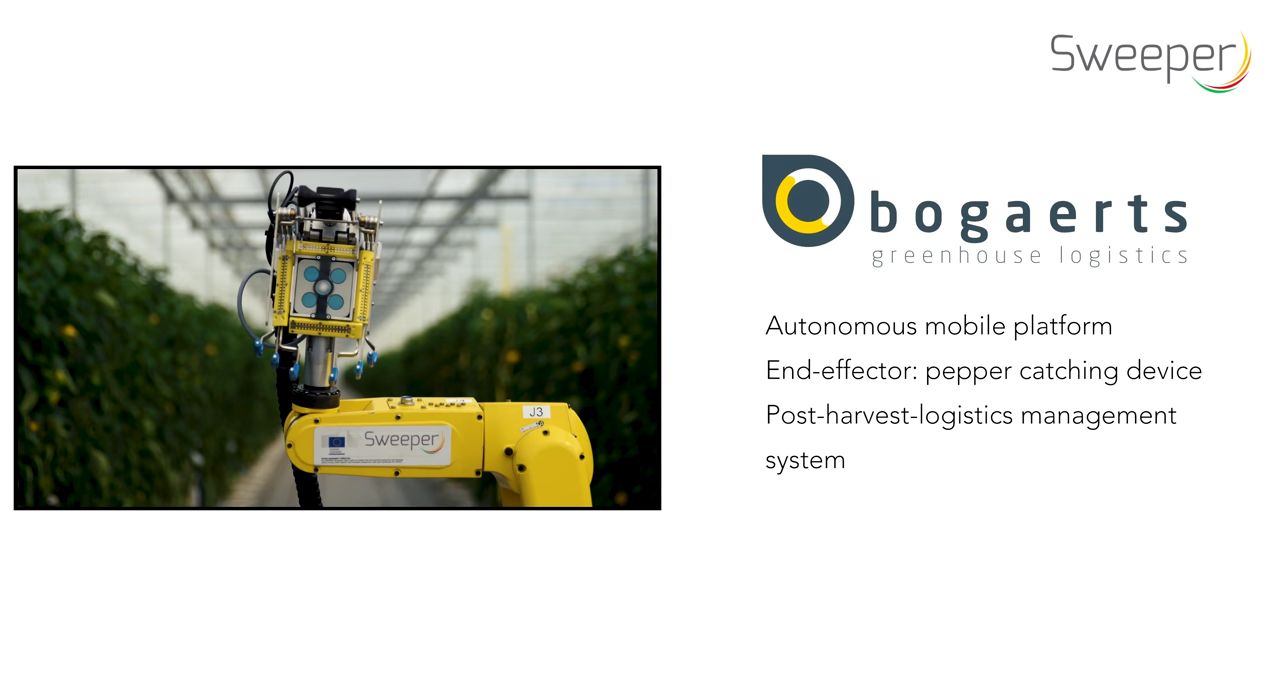 Sweeper
bogaerts
greenhouse logistics
Autonomous mobile platform
End-effector: pepper catching device
Post-harvest-logistics management
system
J3
Sweeper